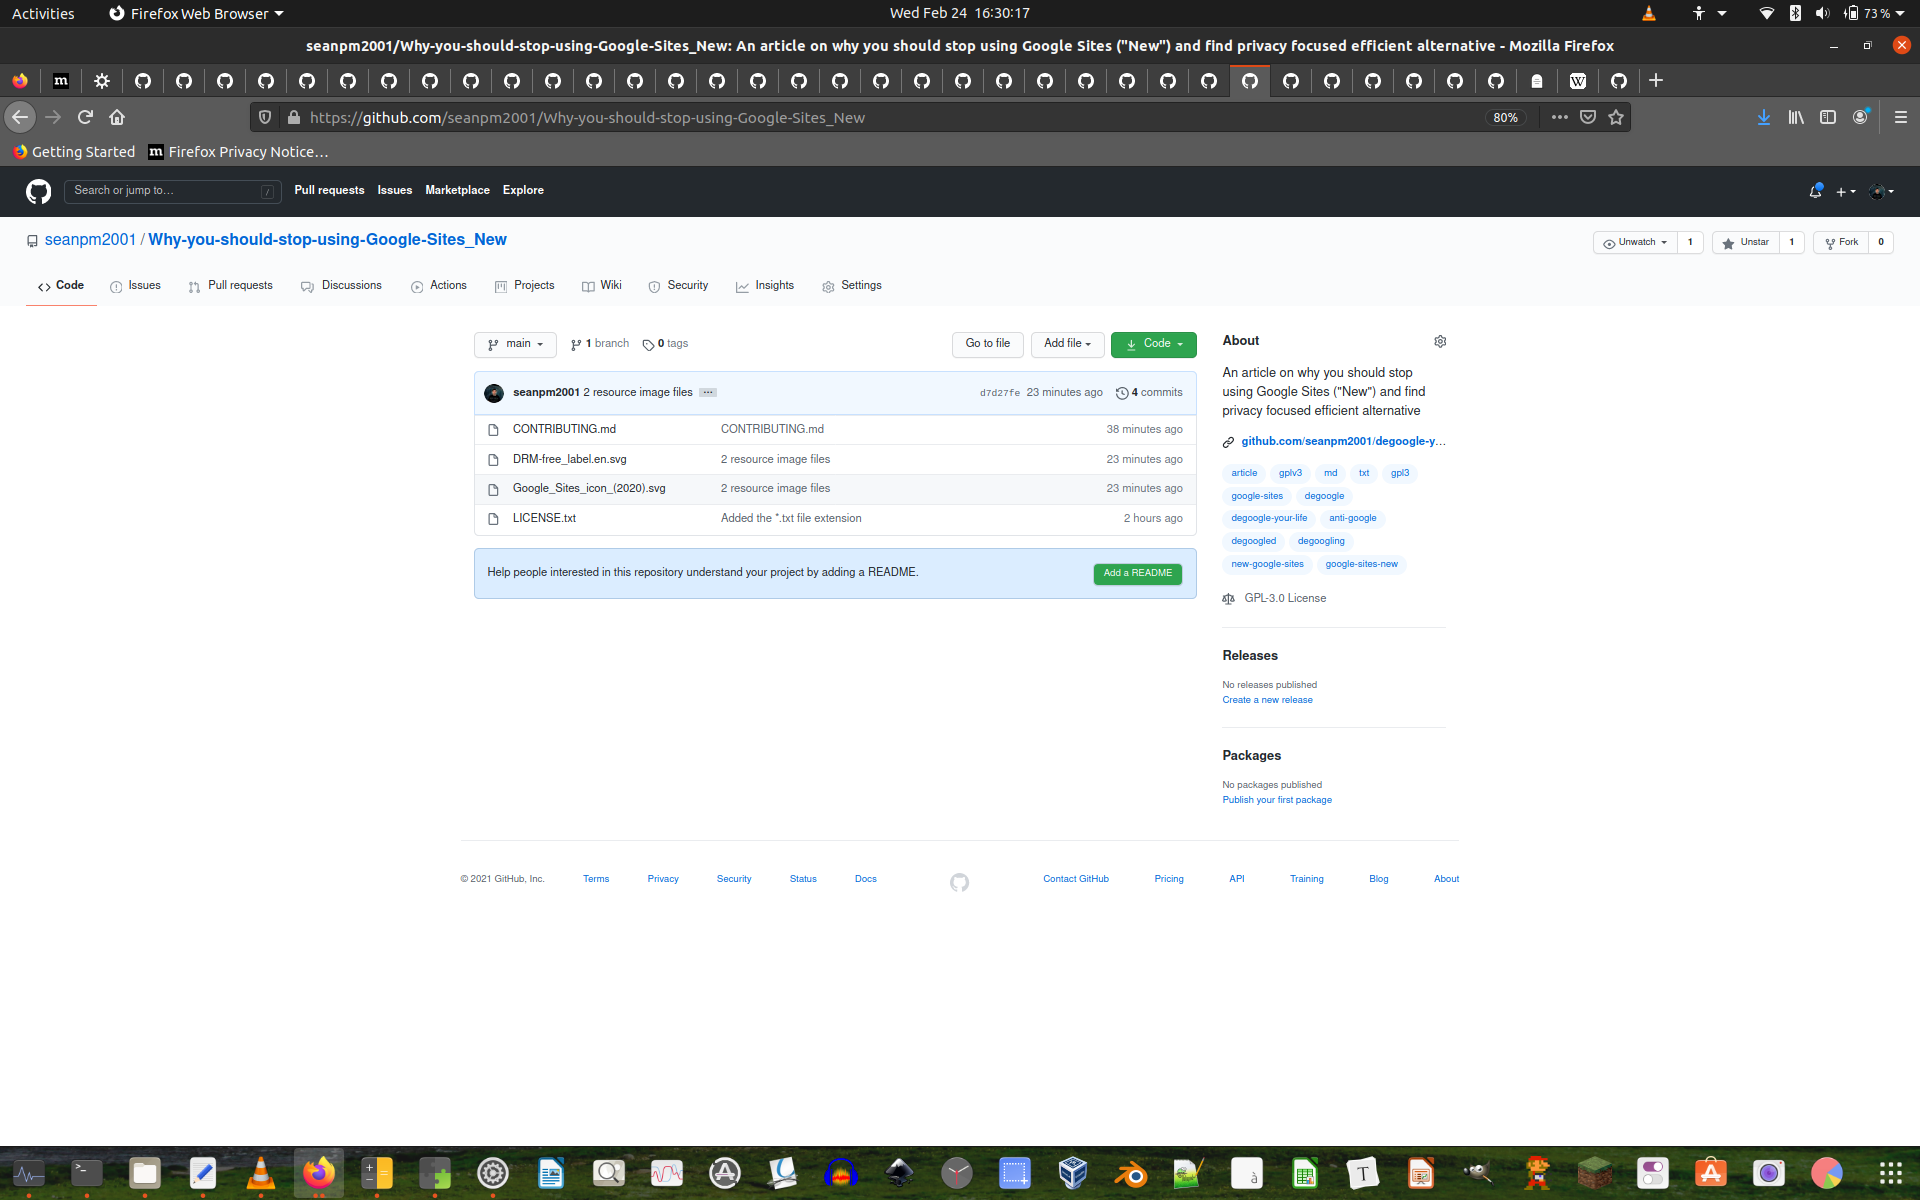 Activities Firefox Web Browser Wed Feb 24 16:30:17 73 %
seanpm2001/Why-you-should-stop-using-Google-Sites_New: An article on why you should stop using Google Sites ("New") and find privacy focused efficient alternative - Mozilla Firefox
https://github.com/seanpm2001/Why-you-should-stop-using-Google-Sites_New 80%
Getting Started Firefox Privacy Notice…
Search or jump to… / Pull requests Issues Marketplace Explore
seanpm2001 / Why-you-should-stop-using-Google-Sites_New Unwatch 1 Unstar 1 Fork 0
Code Issues Pull requests Discussions Actions Projects Wiki Security Insights Settings
main 1 branch 0 tags Go to file Add file Code
seanpm2001 2 resource image files d7d27fe 23 minutes ago 4 commits
CONTRIBUTING.md CONTRIBUTING.md 38 minutes ago
DRM-free_label.en.svg 2 resource image files 23 minutes ago
Google_Sites_icon_(2020).svg 2 resource image files 23 minutes ago
LICENSE.txt Added the *.txt file extension 2 hours ago
Help people interested in this repository understand your project by adding a README. Add a README
About
An article on why you should stop
using Google Sites ("New") and find
privacy focused efficient alternative
github.com/seanpm2001/degoogle-y…
article gplv3 md txt gpl3
google-sites degoogle
degoogle-your-life anti-google
degoogled degoogling
new-google-sites google-sites-new
GPL-3.0 License
Releases
No releases published
Create a new release
Packages
No packages published
Publish your first package
© 2021 GitHub, Inc. Terms Privacy Security Status Docs Contact GitHub Pricing API Training Blog About